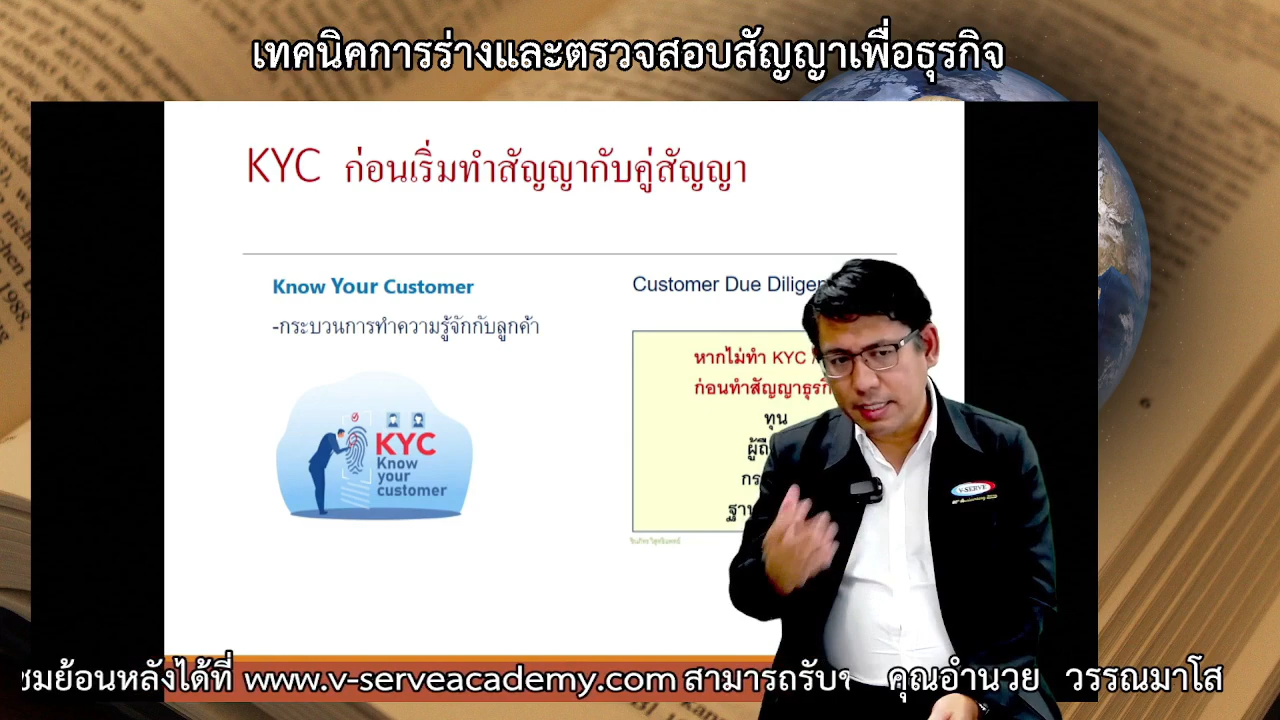 เทคนิคการร่างและตรวจสอบสัญญาเพื่อธุรกิจ
KYC ก่อนเริ่มทำสัญญากับคู่สัญญา
Know Your Customer
-กระบวนการทำความรู้จักกับลูกค้า
KYC
Know
your
customer
Customer Due
หากไม่ทำ KYC
ก่อนทำสัญญา
ทุน
V-SERVE
ชมย้อนหลังได้ที่ www.v-serveacademy.com สามารถรับ
คุณอำนวย วรรณมาโส